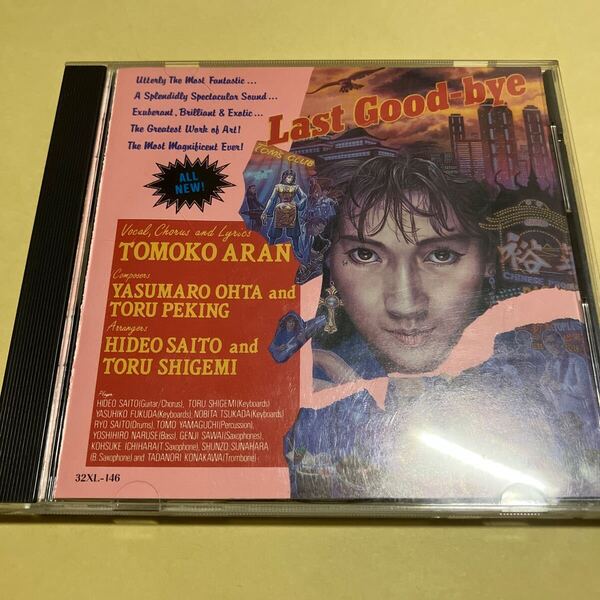 Utterly The Most Fantastic...
A Splendidly Spectacular Sound...
Exuberant, Brilliant & Exotic...
The Greatest Work of Art!
The Most Magnificent Ever!
ALL
NEW!
Last Good-bye
TOM'S CLUB
Vocal, Chorus and Lyrics
TOMOKO ARAN
Composers
YASUMARO OHTA and
TORU PEKING
Arrangers
HIDEO SAITO and
TORU SHIGEMI
Player
HIDEO SAITO(Guitar/Chorus), TORU SHIGEMI(Keyboards)
YASUHIKO FUKUDA(Keyboards), NOBITA TSUKADA(Keyboards)
RYO SAITO(Drums), TOMO YAMAGUCHI(Percussion),
YOSHIHIRO NARUSE(Bass), GENJI SAWAI(Saxophones),
KOHSUKE ICHIHARA(T.Saxophone), SHUNZO SUNAHARA
(B.Saxophone) and TADANORI KONAKAWA(Trombone)
32XL-146
裕
CHINESE